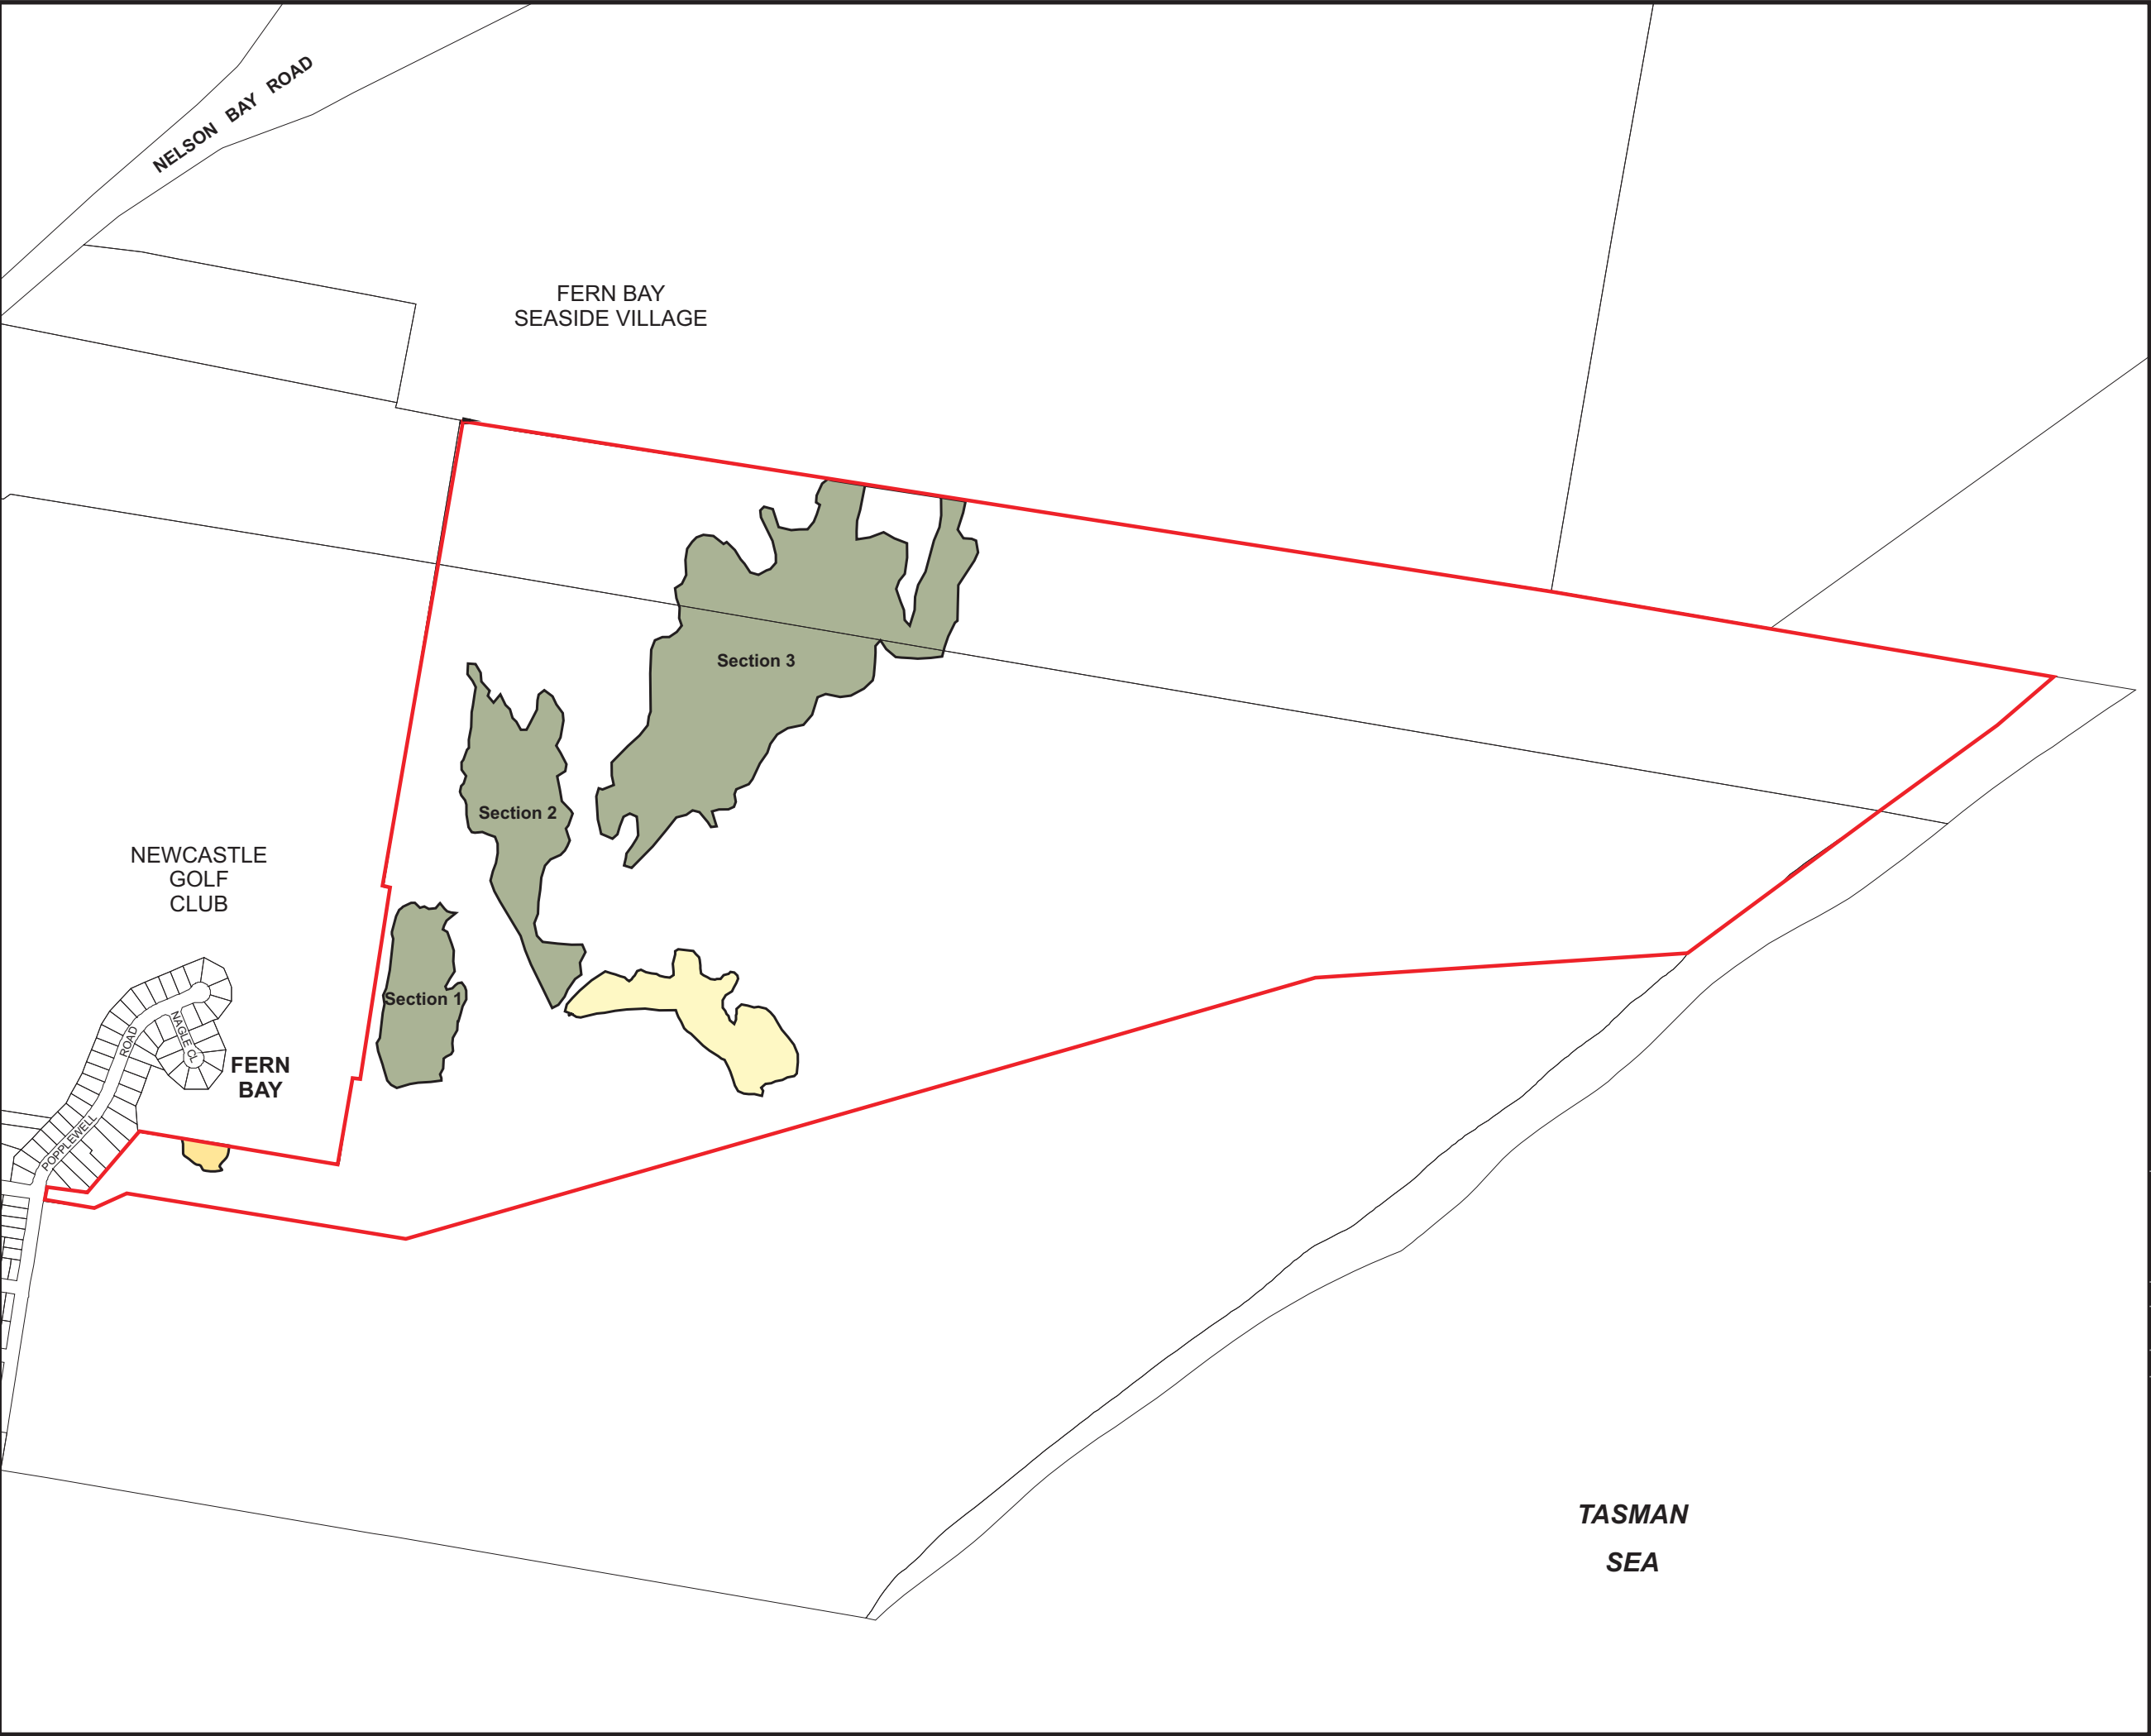 NELSON BAY ROAD
FERN BAY
SEASIDE VILLAGE
Section 3
Section 2
NEWCASTLE
GOLF
CLUB
Section 1
NAGLE CL
ROAD
FERN
BAY
POPPLEWELL
TASMAN
SEA